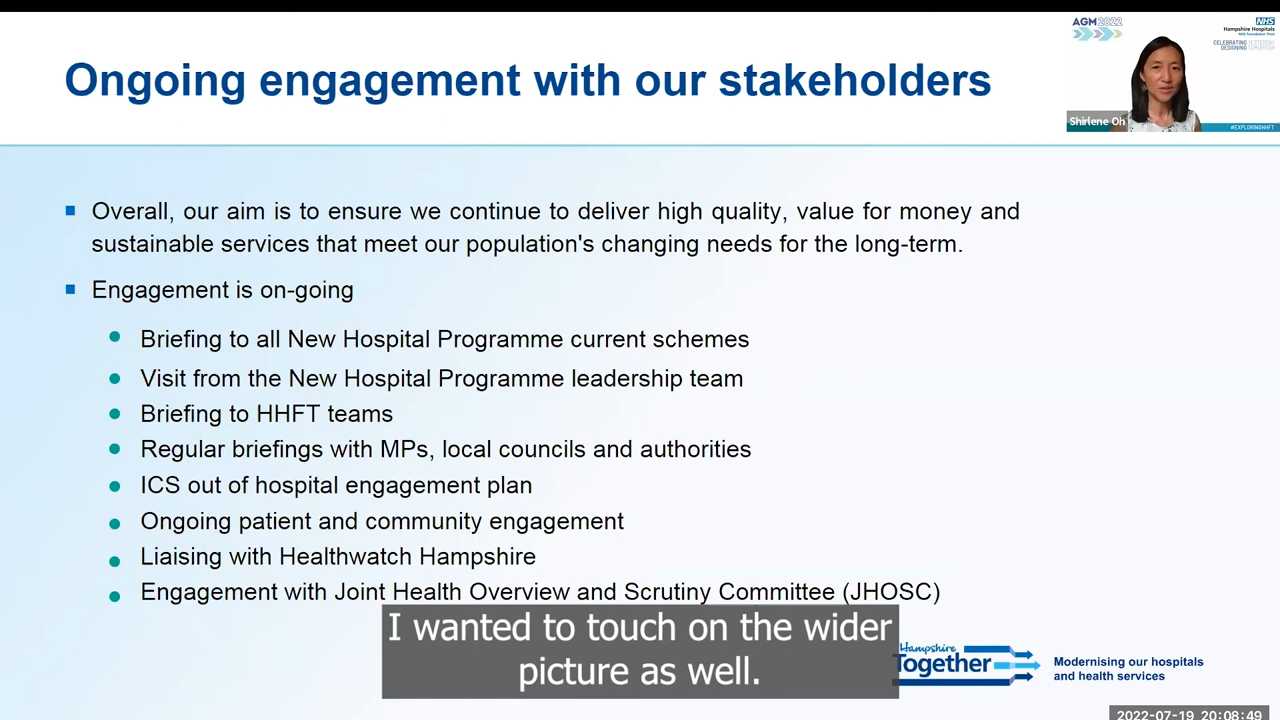 AGM2022
NHS
Hampshire Hospitals
NHS Foundation Trust
CELEBRATING YESTERDAY
DESIGNING TOMORROW
Ongoing engagement with our stakeholders
Shirlene Oh
#EXPLORINGHHFT
Overall, our aim is to ensure we continue to deliver high quality, value for money and
sustainable services that meet our population's changing needs for the long-term.
Engagement is on-going
Briefing to all New Hospital Programme current schemes
Visit from the New Hospital Programme leadership team
Briefing to HHFT teams
Regular briefings with MPs, local councils and authorities
ICS out of hospital engagement plan
Ongoing patient and community engagement
Liaising with Healthwatch Hampshire
Engagement with Joint Health Overview and Scrutiny Committee (JHOSC)
I wanted to touch on the wider
picture as well.
Hampshire
Together
Modernising our hospitals
and health services
2022-07-19 20:08:49